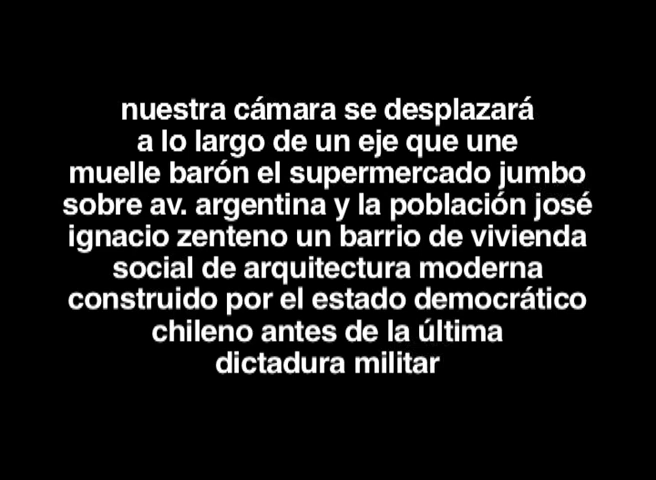 nuestra cámara se desplazará
a lo largo de un eje que une
muelle barón el supermercado jumbo
sobre av. argentina y la población josé
ignacio zenteno un barrio de vivienda
social de arquitectura moderna
construido por el estado democrático
chileno antes de la última
dictadura militar